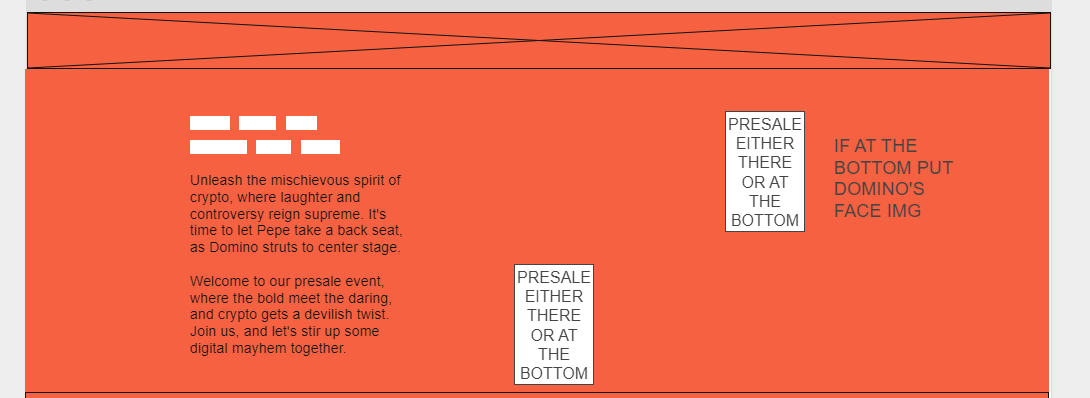 Unleash the mischievous spirit of
crypto, where laughter and
controversy reign supreme. It's
time to let Pepe take a back seat,
as Domino struts to center stage.
Welcome to our presale event,
where the bold meet the daring,
and crypto gets a devilish twist.
Join us, and let's stir up some
digital mayhem together.
PRESALE
EITHER
THERE
OR AT
THE
BOTTOM
PRESALE
EITHER
THERE
OR AT
THE
BOTTOM
IF AT THE
BOTTOM PUT
DOMINO'S
FACE IMG